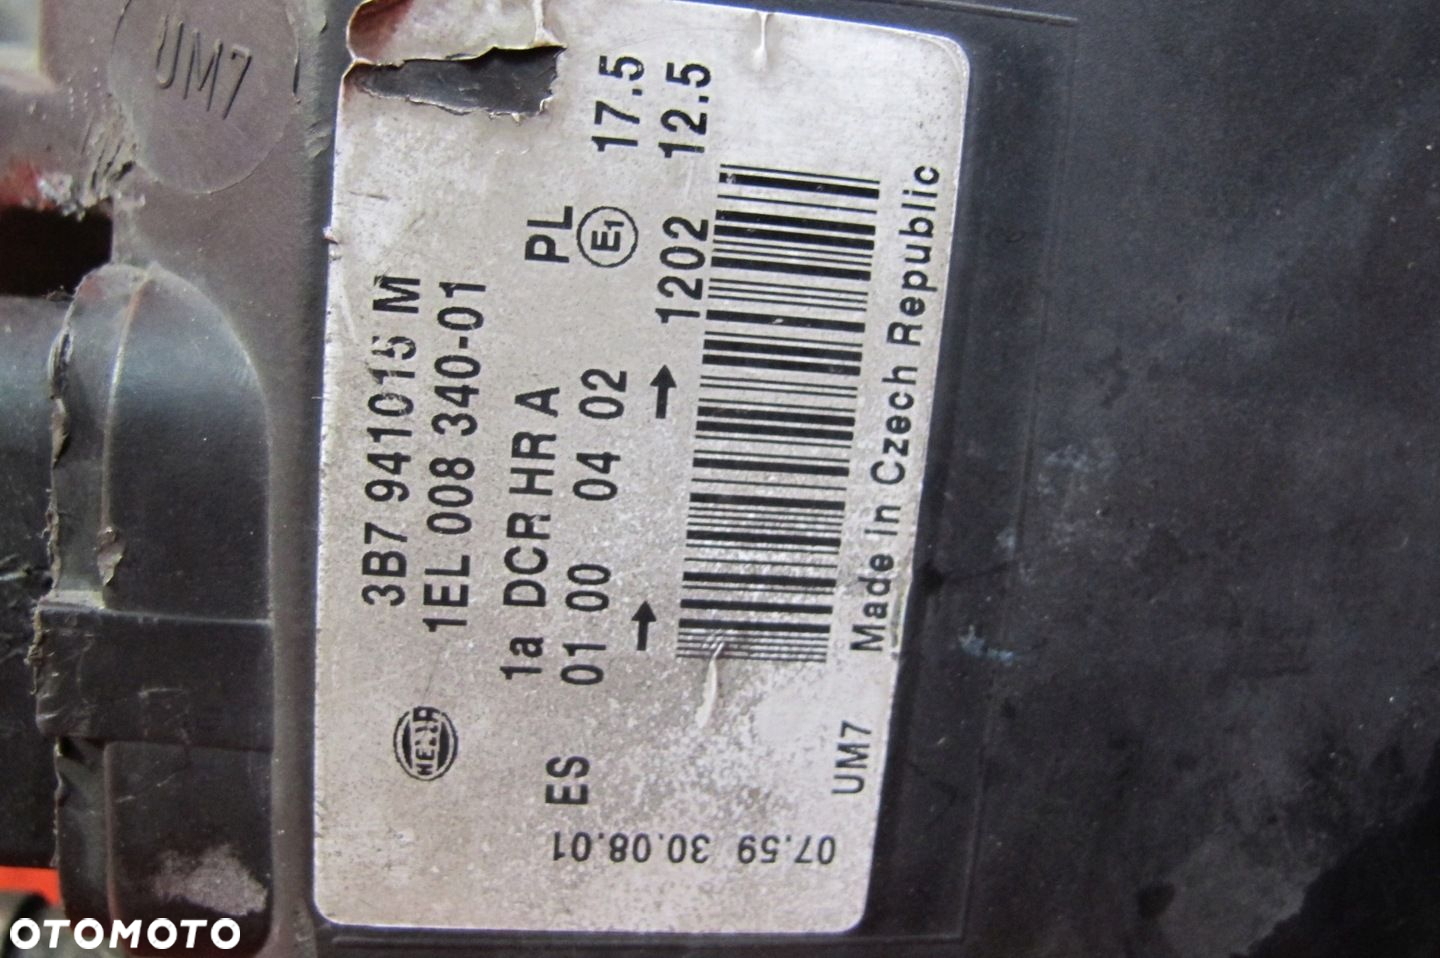 UM7
3B7 941015 M
1EL 008 340-01
HELLA
1a DCR HR A
PL
E1
17.5
01 00 04 02
12.5
ES
1202
→ →
Made in Czech Republic
UM7
07.59 30.08.01
OTOMOTO